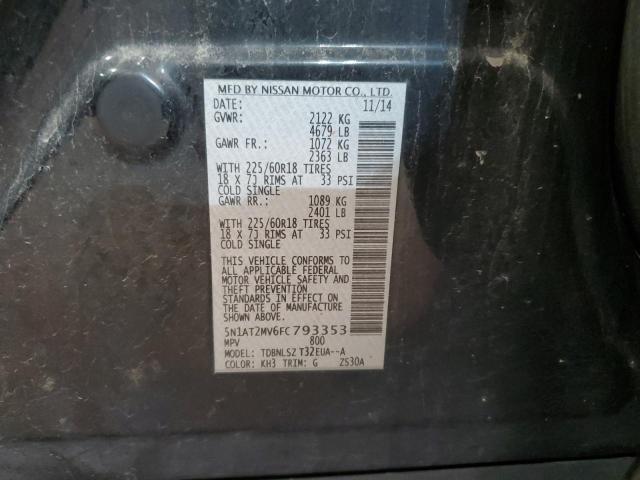 MFD BY NISSAN MOTOR CO., LTD.
DATE: 11/14
GVWR: 2122 KG
4679 LB
GAWR FR.: 1072 KG
2363 LB
WITH 225/60R18 TIRES
18 X 7J RIMS AT 33 PSI
COLD SINGLE
GAWR RR.: 1089 KG
2401 LB
WITH 225/60R18 TIRES
18 X 7J RIMS AT 33 PSI
COLD SINGLE
THIS VEHICLE CONFORMS TO
ALL APPLICABLE FEDERAL
MOTOR VEHICLE SAFETY AND
THEFT PREVENTION
STANDARDS IN EFFECT ON THE
DATE OF MANUFACTURE SHOWN
ABOVE.
5N1AT2MV6FC793353
MPV 800
MODEL: TDBNLSZ T32EUA--A
COLOR: KH3 TRIM: G ZS30A